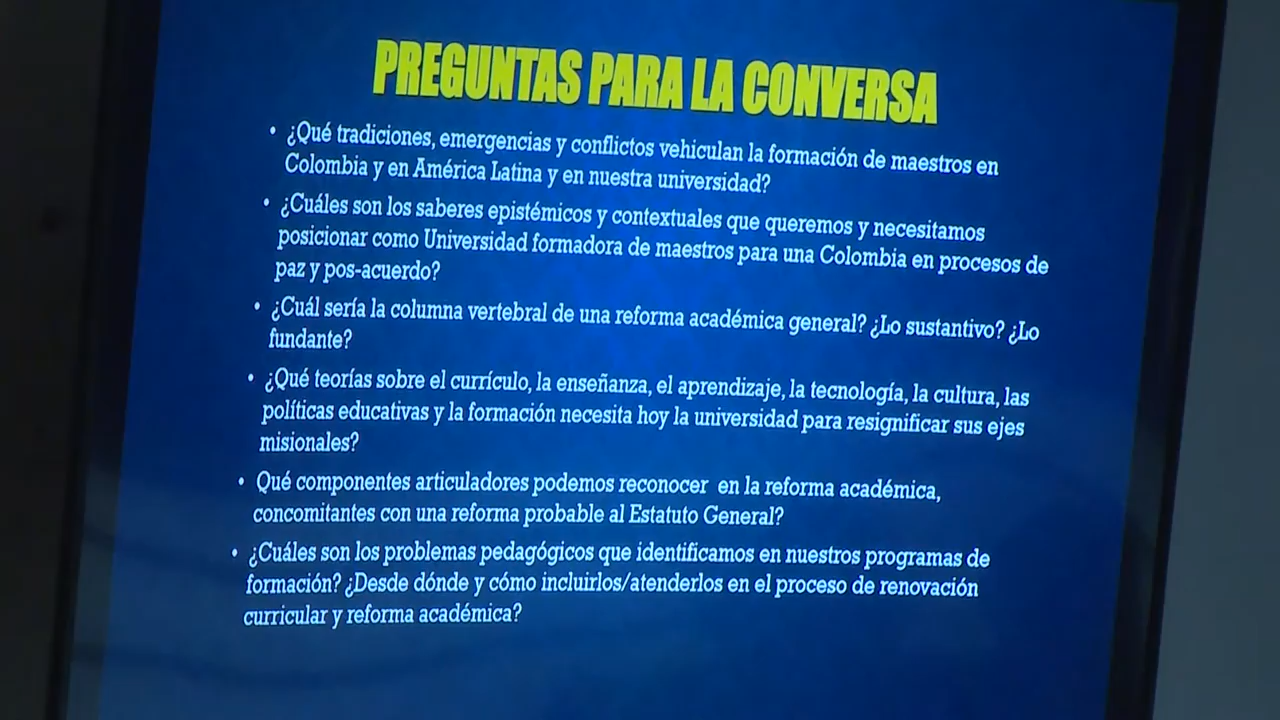 PREGUNTAS PARA LA CONVERSA
• ¿Qué tradiciones, emergencias y conflictos vehiculan la formación de maestros en
Colombia y en América Latina y en nuestra universidad?
• ¿Cuáles son los saberes epistémicos y contextuales que queremos y necesitamos
posicionar como Universidad formadora de maestros para una Colombia en procesos de
paz y pos-acuerdo?
• ¿Cuál sería la columna vertebral de una reforma académica general? ¿Lo sustantivo? ¿Lo
fundante?
• ¿Qué teorías sobre el currículo, la enseñanza, el aprendizaje, la tecnología, la cultura, las
políticas educativas y la formación necesita hoy la universidad para resignificar sus ejes
misionales?
• Qué componentes articuladores podemos reconocer en la reforma académica,
concomitantes con una reforma probable al Estatuto General?
• ¿Cuáles son los problemas pedagógicos que identificamos en nuestros programas de
formación? ¿Desde dónde y cómo incluirlos/atenderlos en el proceso de renovación
curricular y reforma académica?